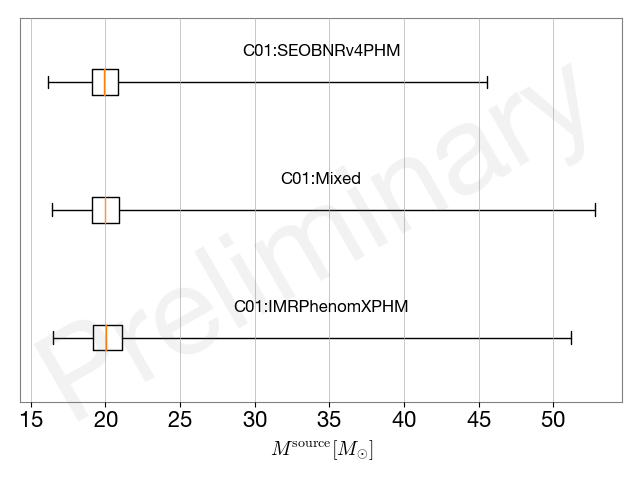 C01:SEOBNRv4PHM
C01:Mixed
C01:IMRPhenomXPHM
Preliminary
15 20 25 30 35 40 45 50
M^source[M_⊙]